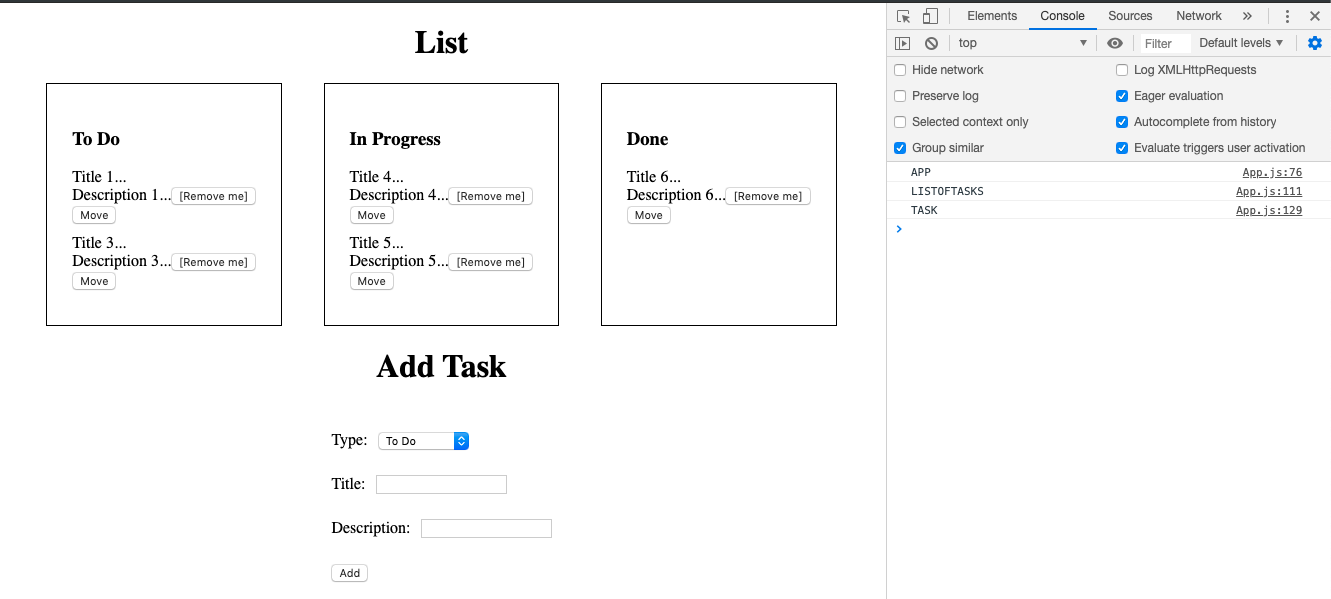 List
To Do
Title 1...
Description 1... [Remove me]
Move
Title 3...
Description 3... [Remove me]
Move
In Progress
Title 4...
Description 4... [Remove me]
Move
Title 5...
Description 5... [Remove me]
Move
Done
Title 6...
Description 6... [Remove me]
Move
Add Task
Type: To Do
Title:
Description:
Add
Elements Console Sources Network »
top Filter Default levels
Hide network Log XMLHttpRequests
Preserve log Eager evaluation
Selected context only Autocomplete from history
Group similar Evaluate triggers user activation
APP App.js:76
LISTOFTASKS App.js:111
TASK App.js:129